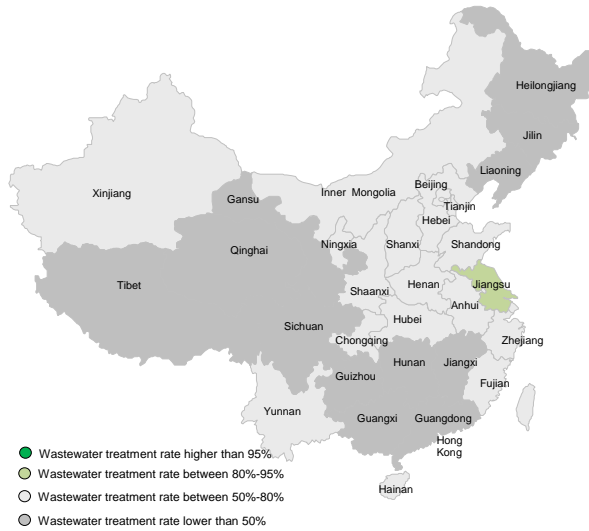 Heilongjiang
Jilin
Liaoning
Beijing
Inner Mongolia
Xinjiang
Gansu
Tianjin
Hebei
Ningxia
Shanxi
Shandong
Qinghai
Tibet
Shaanxi
Henan
Jiangsu
Anhui
Hubei
Sichuan
Chongqing
Zhejiang
Hunan
Jiangxi
Guizhou
Fujian
Yunnan
Guangxi
Guangdong
Hong
Kong
Hainan
Wastewater treatment rate higher than 95%
Wastewater treatment rate between 80%-95%
Wastewater treatment rate between 50%-80%
Wastewater treatment rate lower than 50%